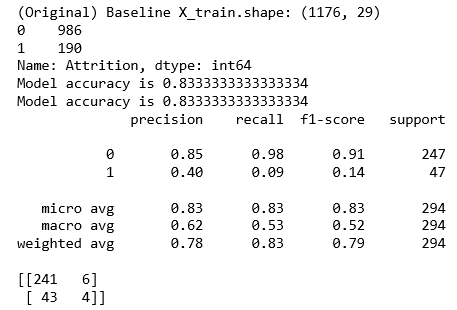 (Original) Baseline X_train.shape: (1176, 29)
0    986
1    190
Name: Attrition, dtype: int64
Model accuracy is 0.8333333333333334
Model accuracy is 0.8333333333333334
              precision    recall  f1-score   support
           0       0.85      0.98      0.91       247
           1       0.40      0.09      0.14        47
   micro avg       0.83      0.83      0.83       294
   macro avg       0.62      0.53      0.52       294
weighted avg       0.78      0.83      0.79       294
[[241   6]
 [ 43   4]]